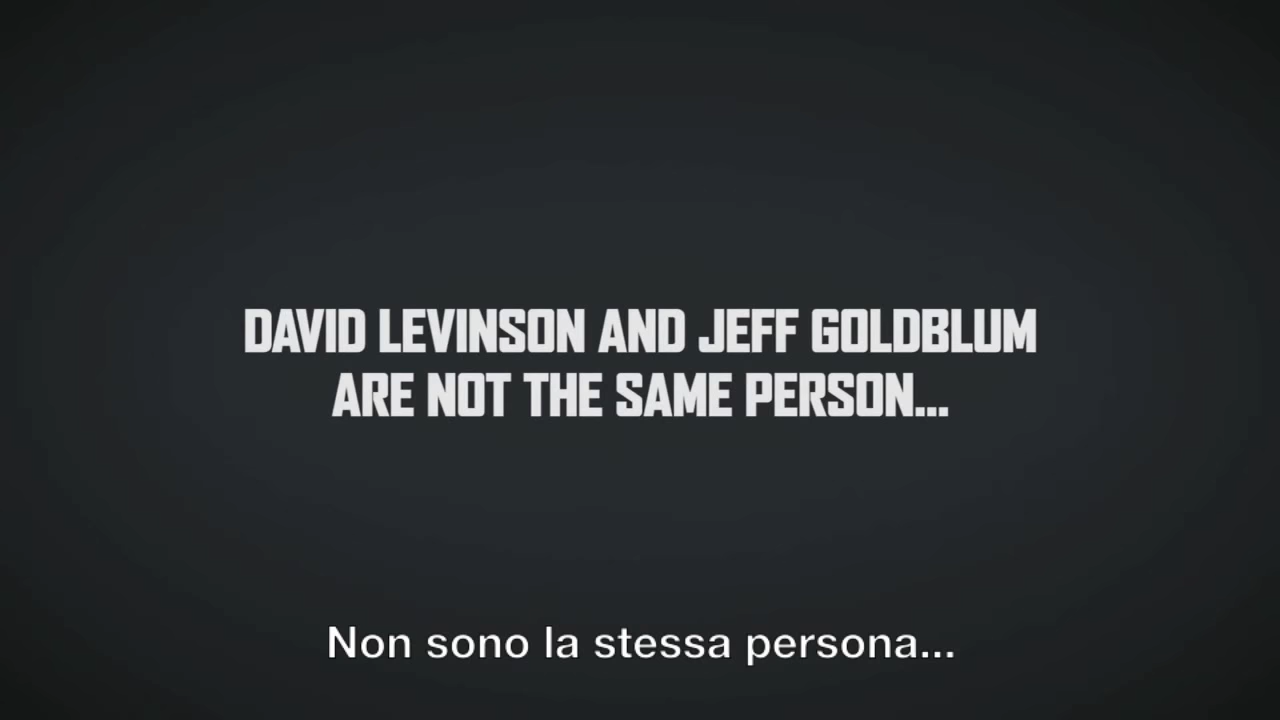 DAVID LEVINSON AND JEFF GOLDBLUM
ARE NOT THE SAME PERSON...
Non sono la stessa persona...